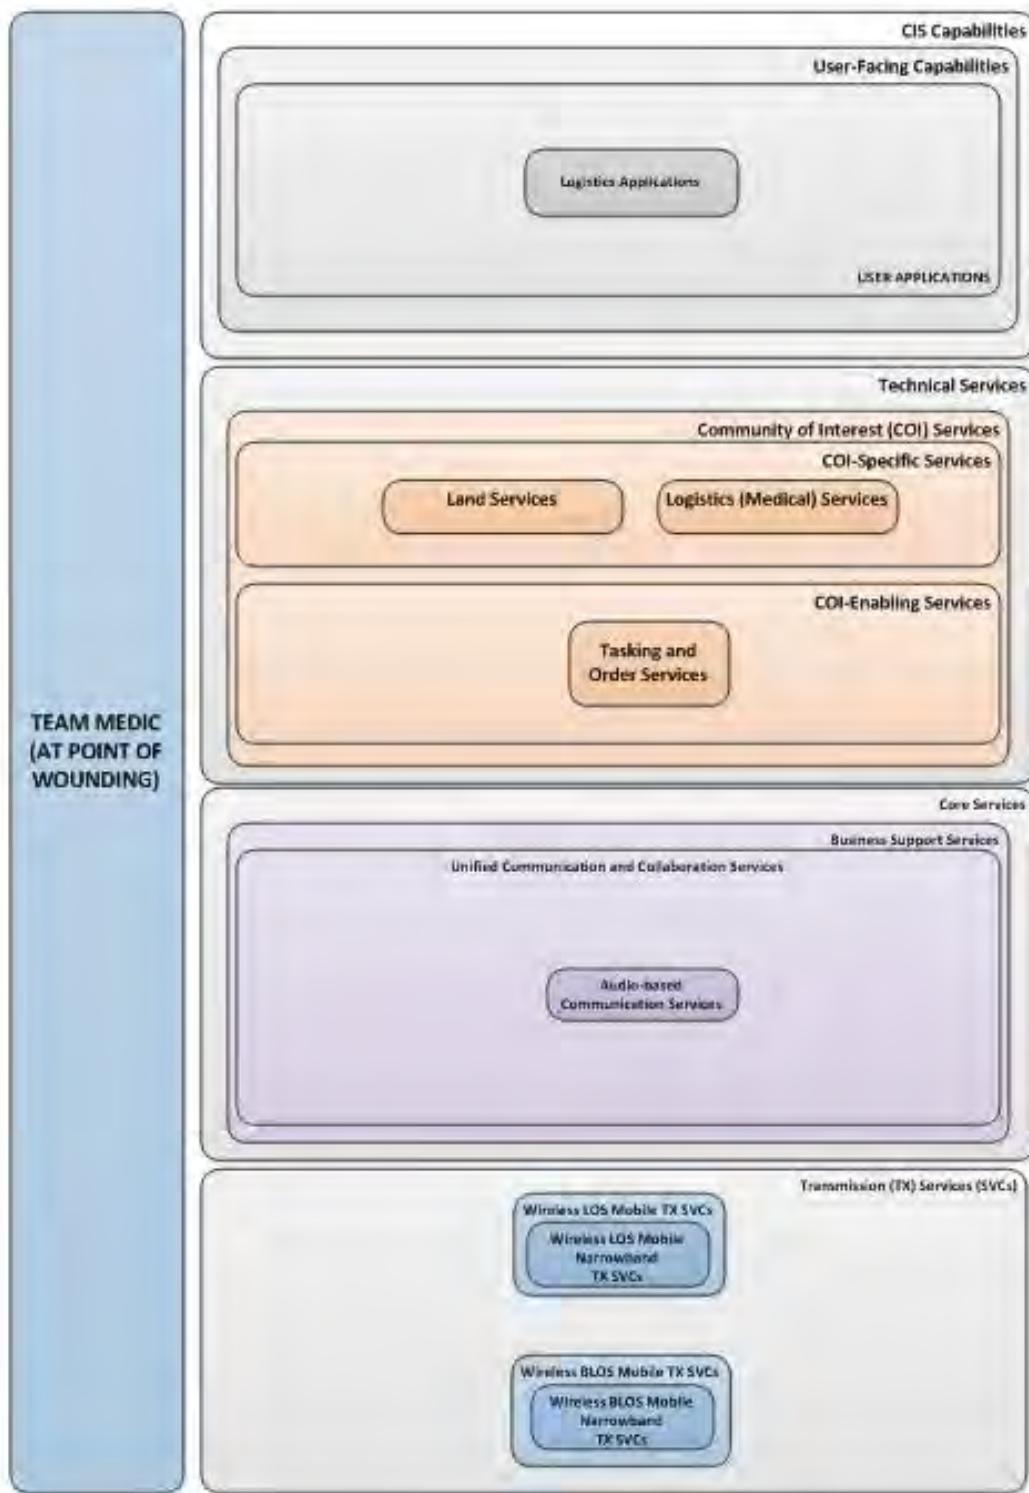 TEAM MEDIC
(AT POINT OF
WOUNDING)
CIS Capabilities
User-Facing Capabilities
Logistics Applications
USER APPLICATIONS
Technical Services
Community of Interest (COI) Services
COI-Specific Services
Land Services
Logistics (Medical) Services
COI-Enabling Services
Tasking and
Order Services
Core Services
Business Support Services
Unified Communication and Collaboration Services
Audio-based
Communication Services
Transmission (TX) Services (SVCs)
Wireless LOS Mobile TX SVCs
Wireless LOS Mobile
Narrowband
TX SVCs
Wireless BLOS Mobile TX SVCs
Wireless BLOS Mobile
Narrowband
TX SVCs